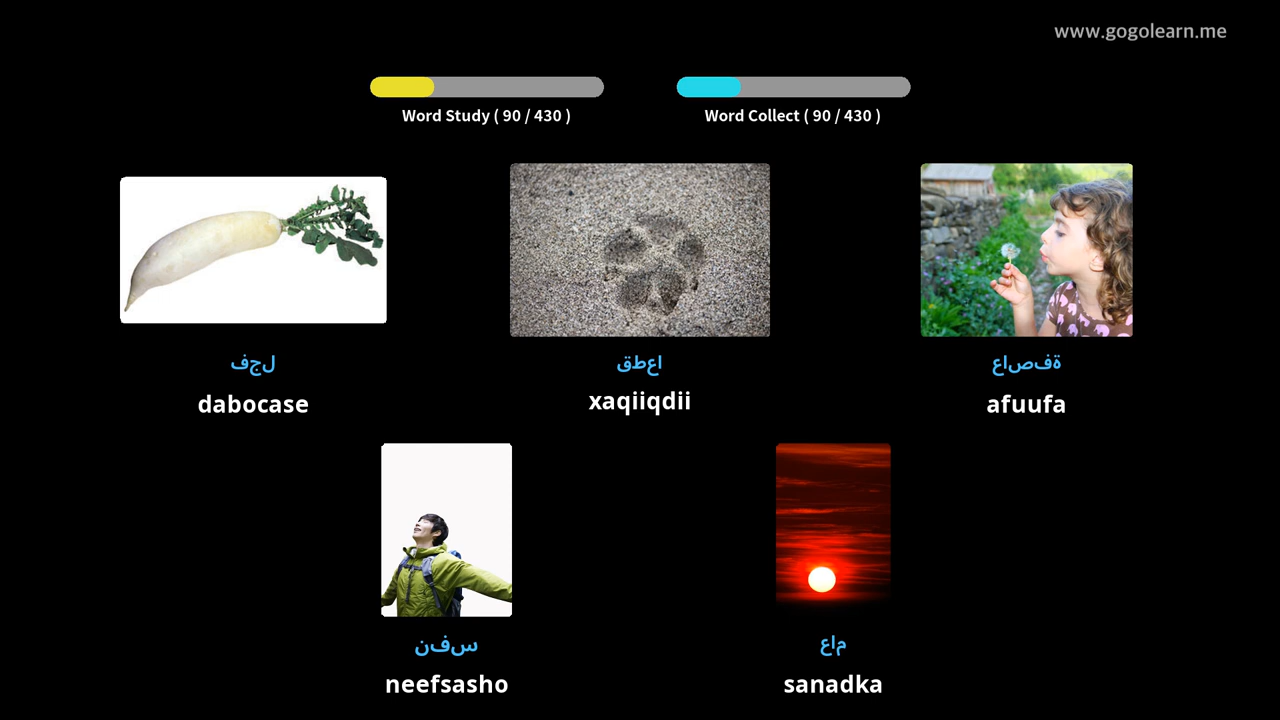 www.gogolearn.me
Word Study ( 90 / 430 )
Word Collect ( 90 / 430 )
فجل
dabocase
قطعا
xaqiiqdii
عاصفة
afuufa
نفس
neefsasho
عام
sanadka